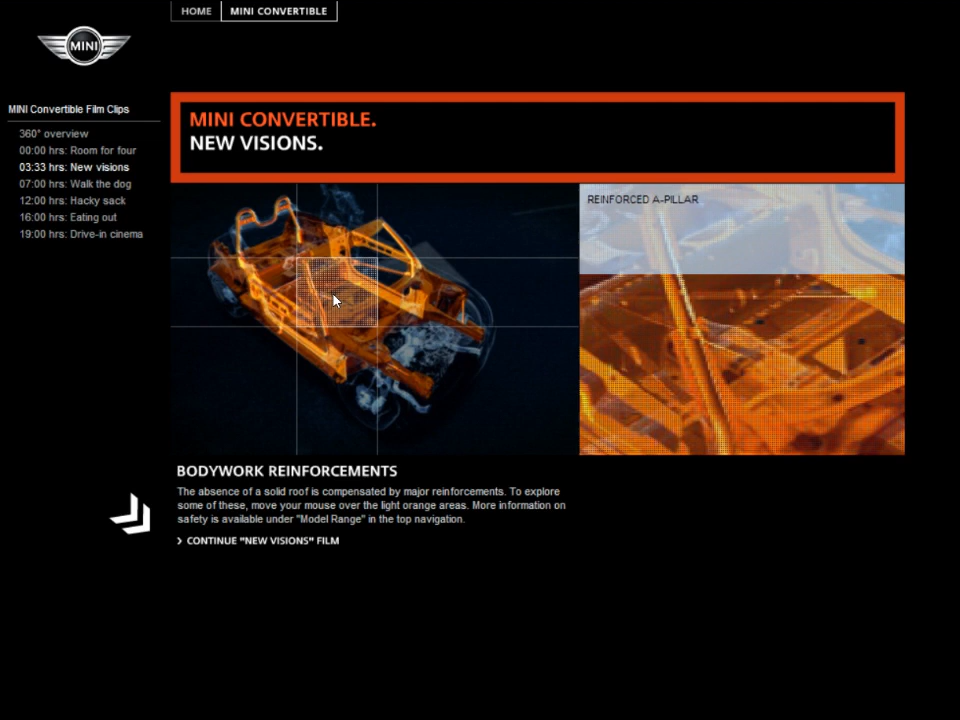 HOME
MINI CONVERTIBLE
MINI
MINI Convertible Film Clips
360° overview
00:00 hrs: Room for four
03:33 hrs: New visions
07:00 hrs: Walk the dog
12:00 hrs: Hacky sack
16:00 hrs: Eating out
19:00 hrs: Drive-in cinema
MINI CONVERTIBLE.
NEW VISIONS.
REINFORCED A-PILLAR
BODYWORK REINFORCEMENTS
The absence of a solid roof is compensated by major reinforcements. To explore
some of these, move your mouse over the light orange areas. More information on
safety is available under "Model Range" in the top navigation.
CONTINUE "NEW VISIONS" FILM